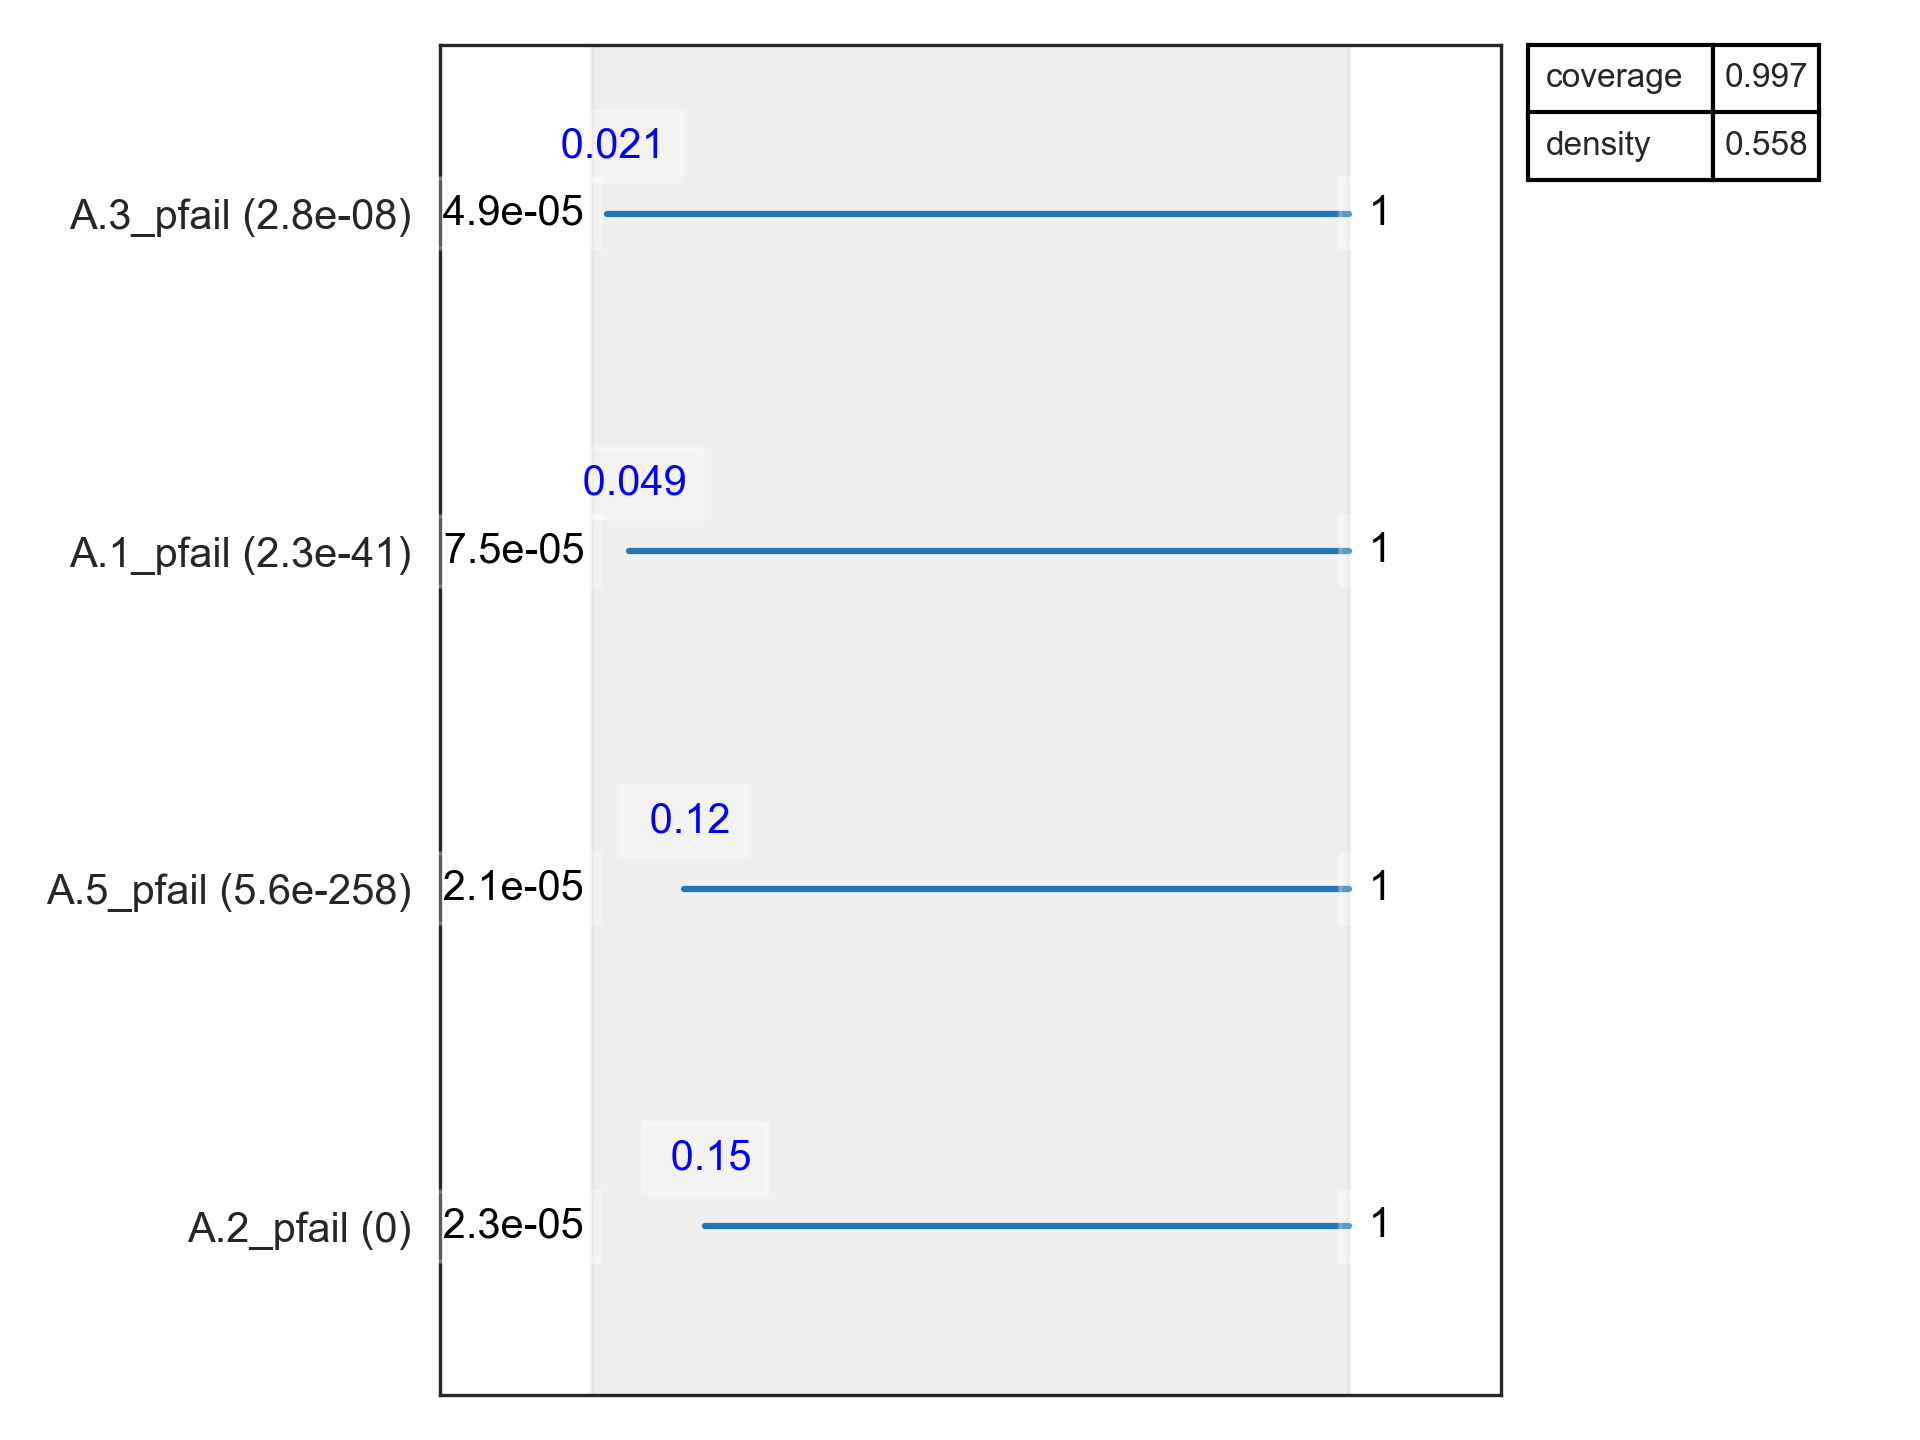 coverage 0.997
density 0.558
0.021
A.3_pfail (2.8e-08) 4.9e-05 1
0.049
A.1_pfail (2.3e-41) 7.5e-05 1
0.12
A.5_pfail (5.6e-258) 2.1e-05 1
0.15
A.2_pfail (0) 2.3e-05 1